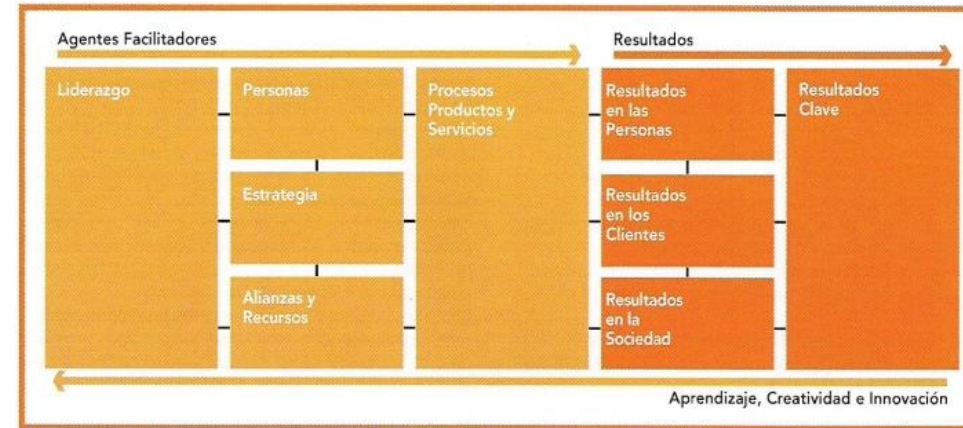 Agentes Facilitadores
Resultados
Liderazgo
Personas
Procesos
Productos y
Servicios
Resultados
en las
Personas
Resultados
Clave
Estrategia
Resultados
en los
Clientes
Alianzas y
Recursos
Resultados
en la
Sociedad
Aprendizaje, Creatividad e Innovación